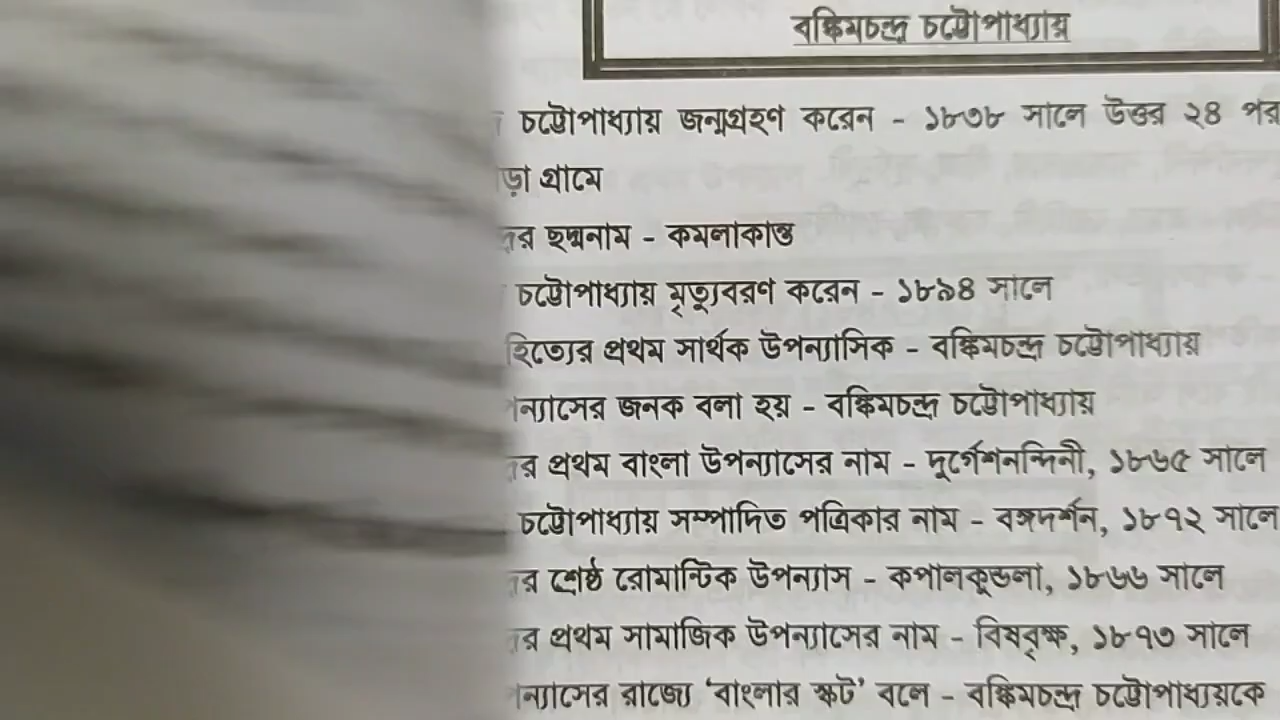 বঙ্কিমচন্দ্র চট্টোপাধ্যায়
চট্টোপাধ্যায় জন্মগ্রহণ করেন - ১৮৩৮ সালে উত্তর ২৪ পর
ড়া গ্রামে
র ছদ্মনাম - কমলাকান্ত
চট্টোপাধ্যায় মৃত্যুবরণ করেন - ১৮৯৪ সালে
হিত্যের প্রথম সার্থক উপন্যাসিক - বঙ্কিমচন্দ্র চট্টোপাধ্যায়
ন্যাসের জনক বলা হয় - বঙ্কিমচন্দ্র চট্টোপাধ্যায়
র প্রথম বাংলা উপন্যাসের নাম - দুর্গেশনন্দিনী, ১৮৬৫ সালে
চট্টোপাধ্যায় সম্পাদিত পত্রিকার নাম - বঙ্গদর্শন, ১৮৭২ সালে
র শ্রেষ্ঠ রোমান্টিক উপন্যাস - কপালকুন্ডলা, ১৮৬৬ সালে
র প্রথম সামাজিক উপন্যাসের নাম - বিষবৃক্ষ, ১৮৭৩ সালে
ন্যাসের রাজ্যে ‘বাংলার স্কট’ বলে - বঙ্কিমচন্দ্র চট্টোপাধ্যয়কে